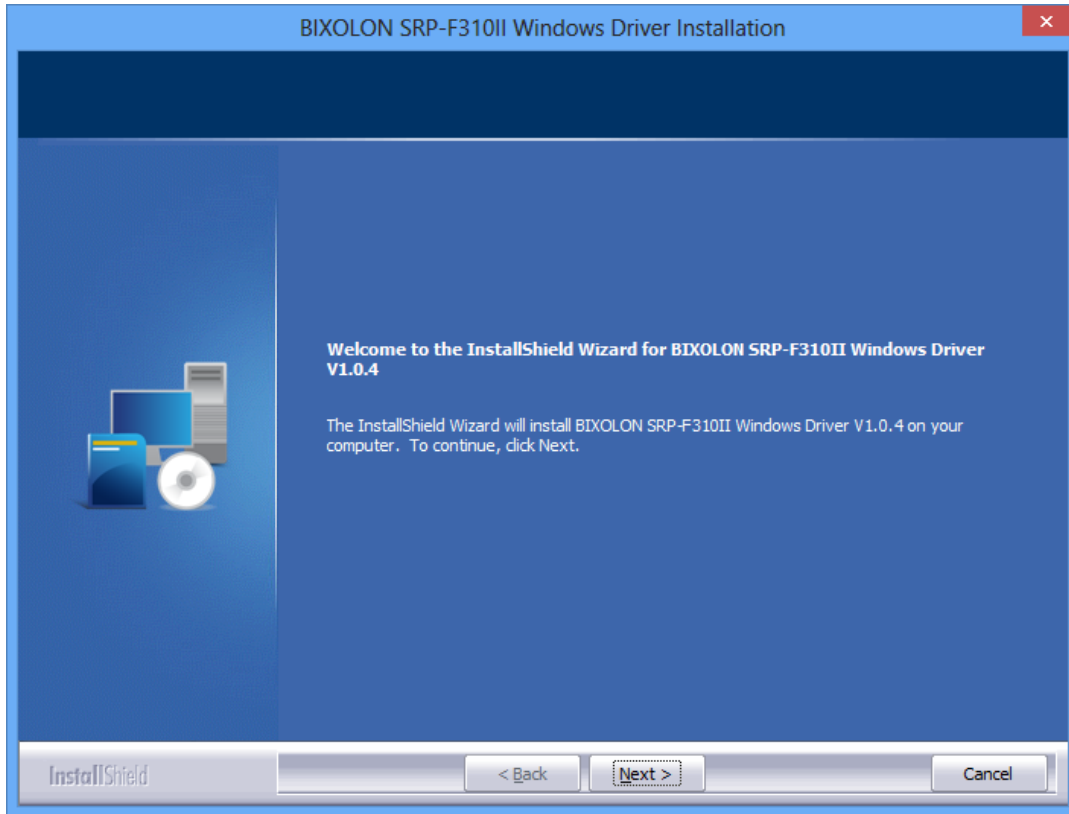 BIXOLON SRP-F310II Windows Driver Installation
Welcome to the InstallShield Wizard for BIXOLON SRP-F310II Windows Driver
V1.0.4
The InstallShield Wizard will install BIXOLON SRP-F310II Windows Driver V1.0.4 on your
computer.  To continue, click Next.
InstallShield
< Back
Next >
Cancel